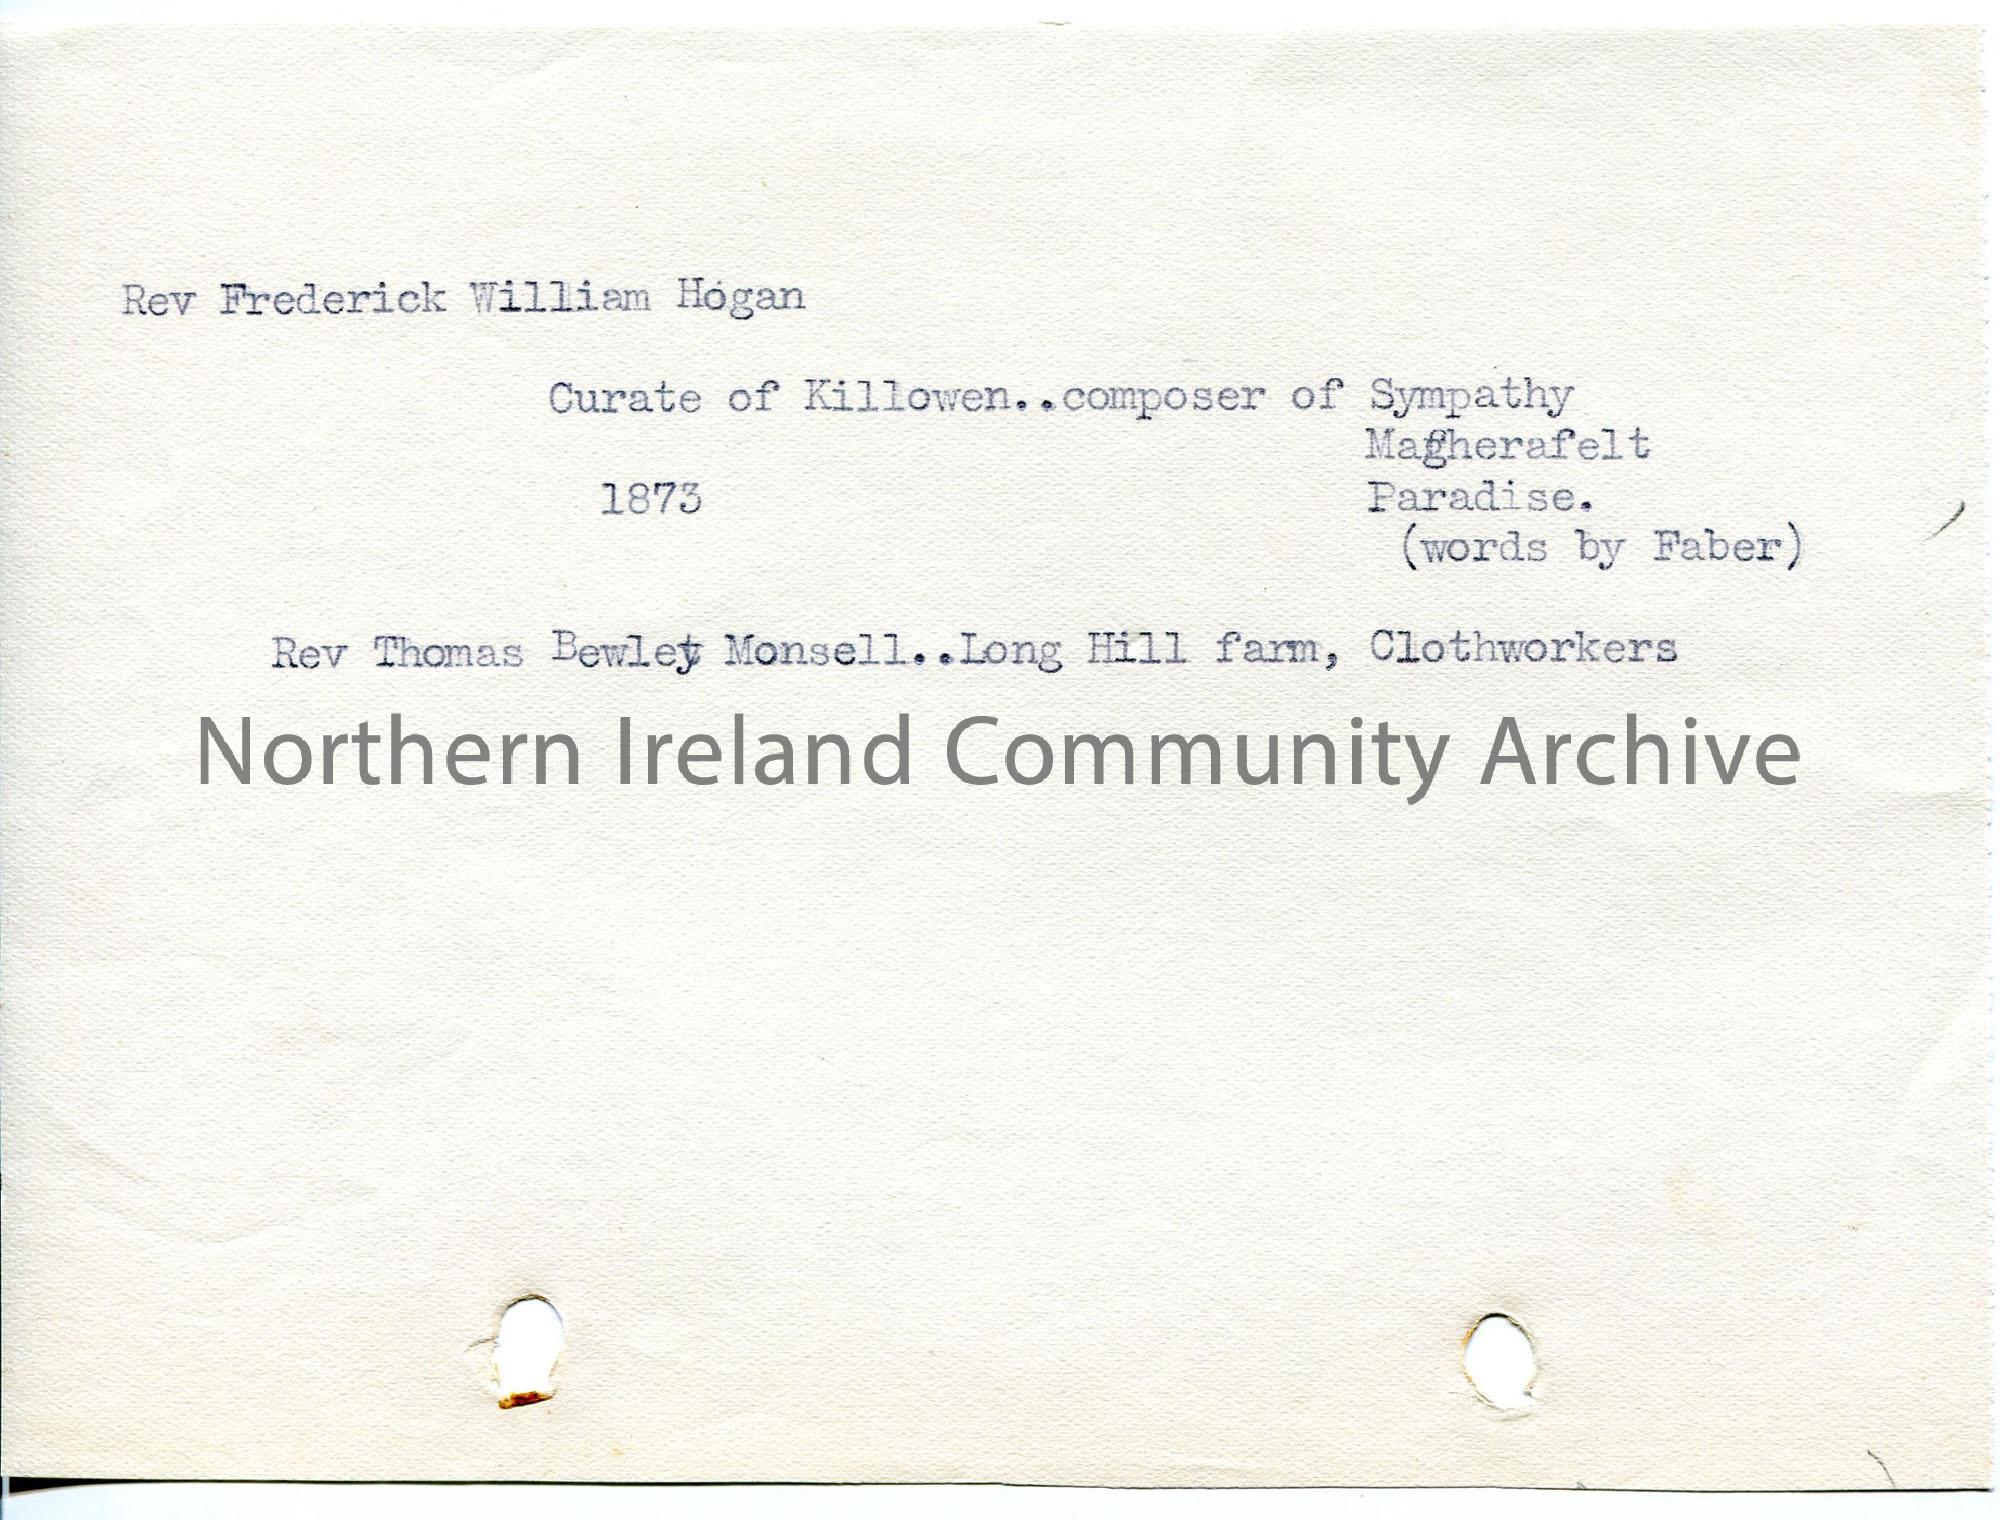 Rev Frederick William Hogan
Curate of Killowen..composer of Sympathy
Magherafelt
1873 Paradise.
(words by Faber)
Rev Thomas Bewley Monsell..Long Hill farm, Clothworkers
Northern Ireland Community Archive